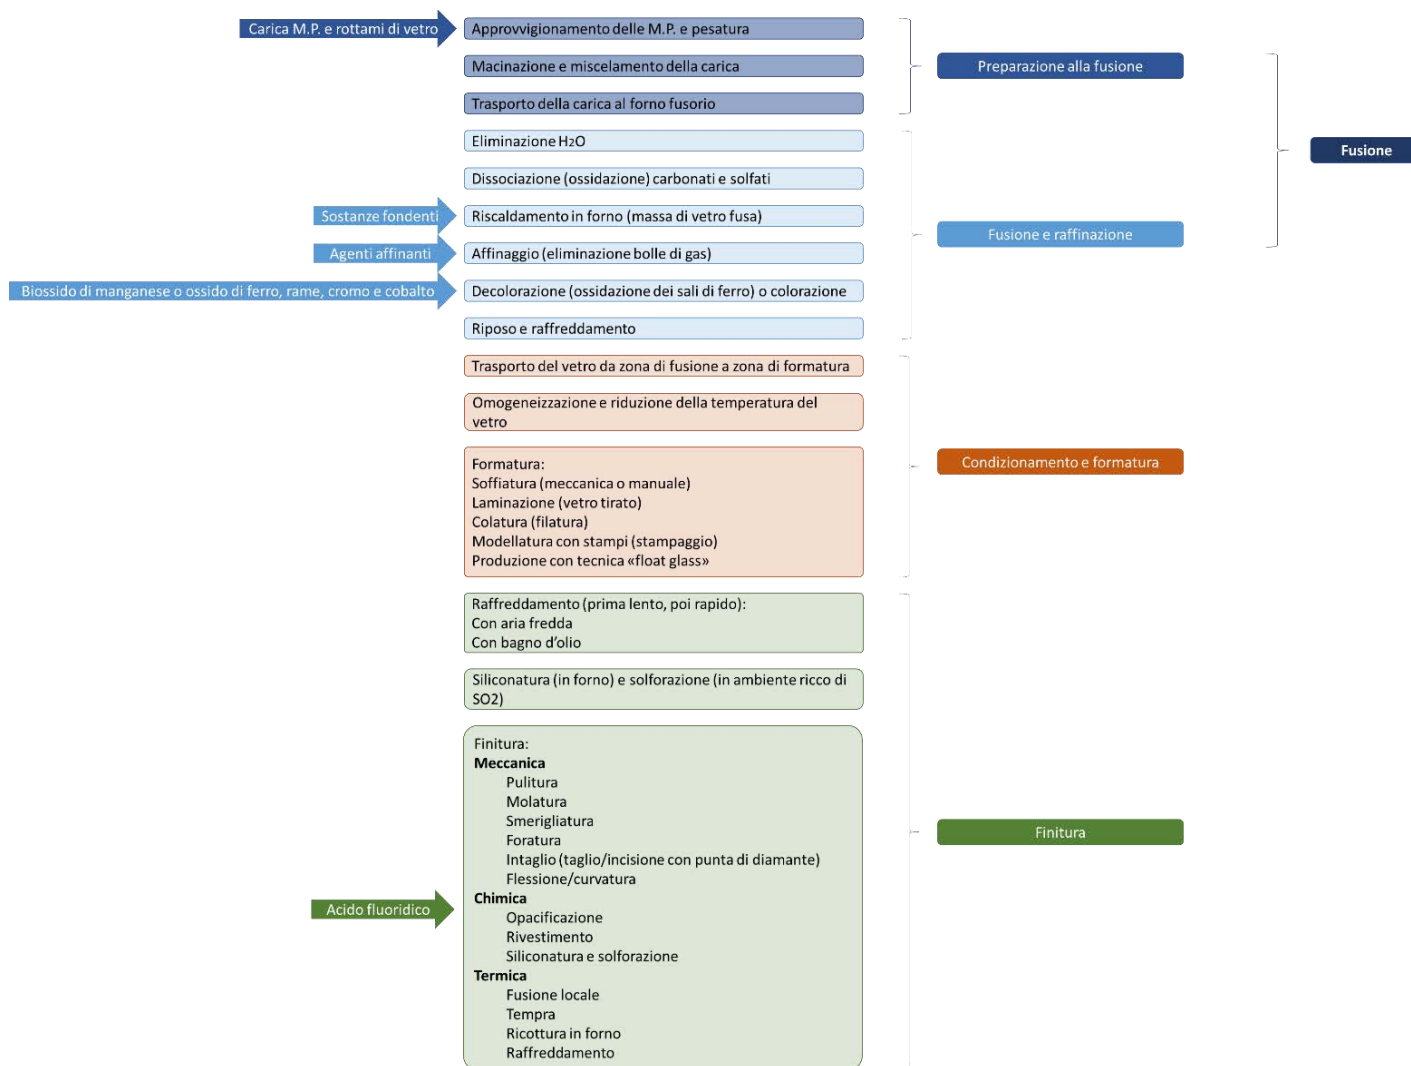 Carica M.P. e rottami di vetro
Approvvigionamento delle M.P. e pesatura
Macinazione e miscelamento della carica
Preparazione alla fusione
Trasporto della carica al forno fusorio
Eliminazione H2O
Fusione
Dissociazione (ossidazione) carbonati e solfati
Sostanze fondenti
Riscaldamento in forno (massa di vetro fusa)
Fusione e raffinazione
Agenti affinanti
Affinaggio (eliminazione bolle di gas)
Biossido di manganese o ossido di ferro, rame, cromo e cobalto
Decolorazione (ossidazione dei sali di ferro) o colorazione
Riposo e raffreddamento
Trasporto del vetro da zona di fusione a zona di formatura
Omogeneizzazione e riduzione della temperatura del
vetro
Formatura:
Soffiatura (meccanica o manuale)
Laminazione (vetro tirato)
Colatura (filatura)
Modellatura con stampi (stampaggio)
Produzione con tecnica «float glass»
Condizionamento e formatura
Raffreddamento (prima lento, poi rapido):
Con aria fredda
Con bagno d'olio
Siliconatura (in forno) e solforazione (in ambiente ricco di
SO2)
Finitura:
Meccanica
Pulitura
Molatura
Smerigliatura
Foratura
Intaglio (taglio/incisione con punta di diamante)
Flessione/curvatura
Finitura
Acido fluoridico
Chimica
Opacificazione
Rivestimento
Siliconatura e solforazione
Termica
Fusione locale
Tempra
Ricottura in forno
Raffreddamento